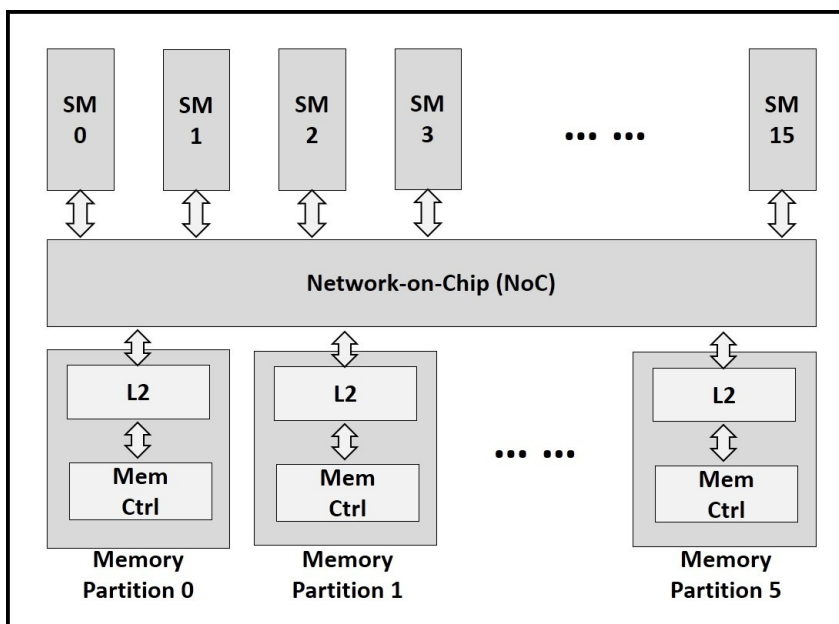 SM
0
SM
1
SM
2
SM
3
... ...
SM
15
Network-on-Chip (NoC)
L2
Mem
Ctrl
Memory
Partition 0
L2
Mem
Ctrl
Memory
Partition 1
... ...
L2
Mem
Ctrl
Memory
Partition 5